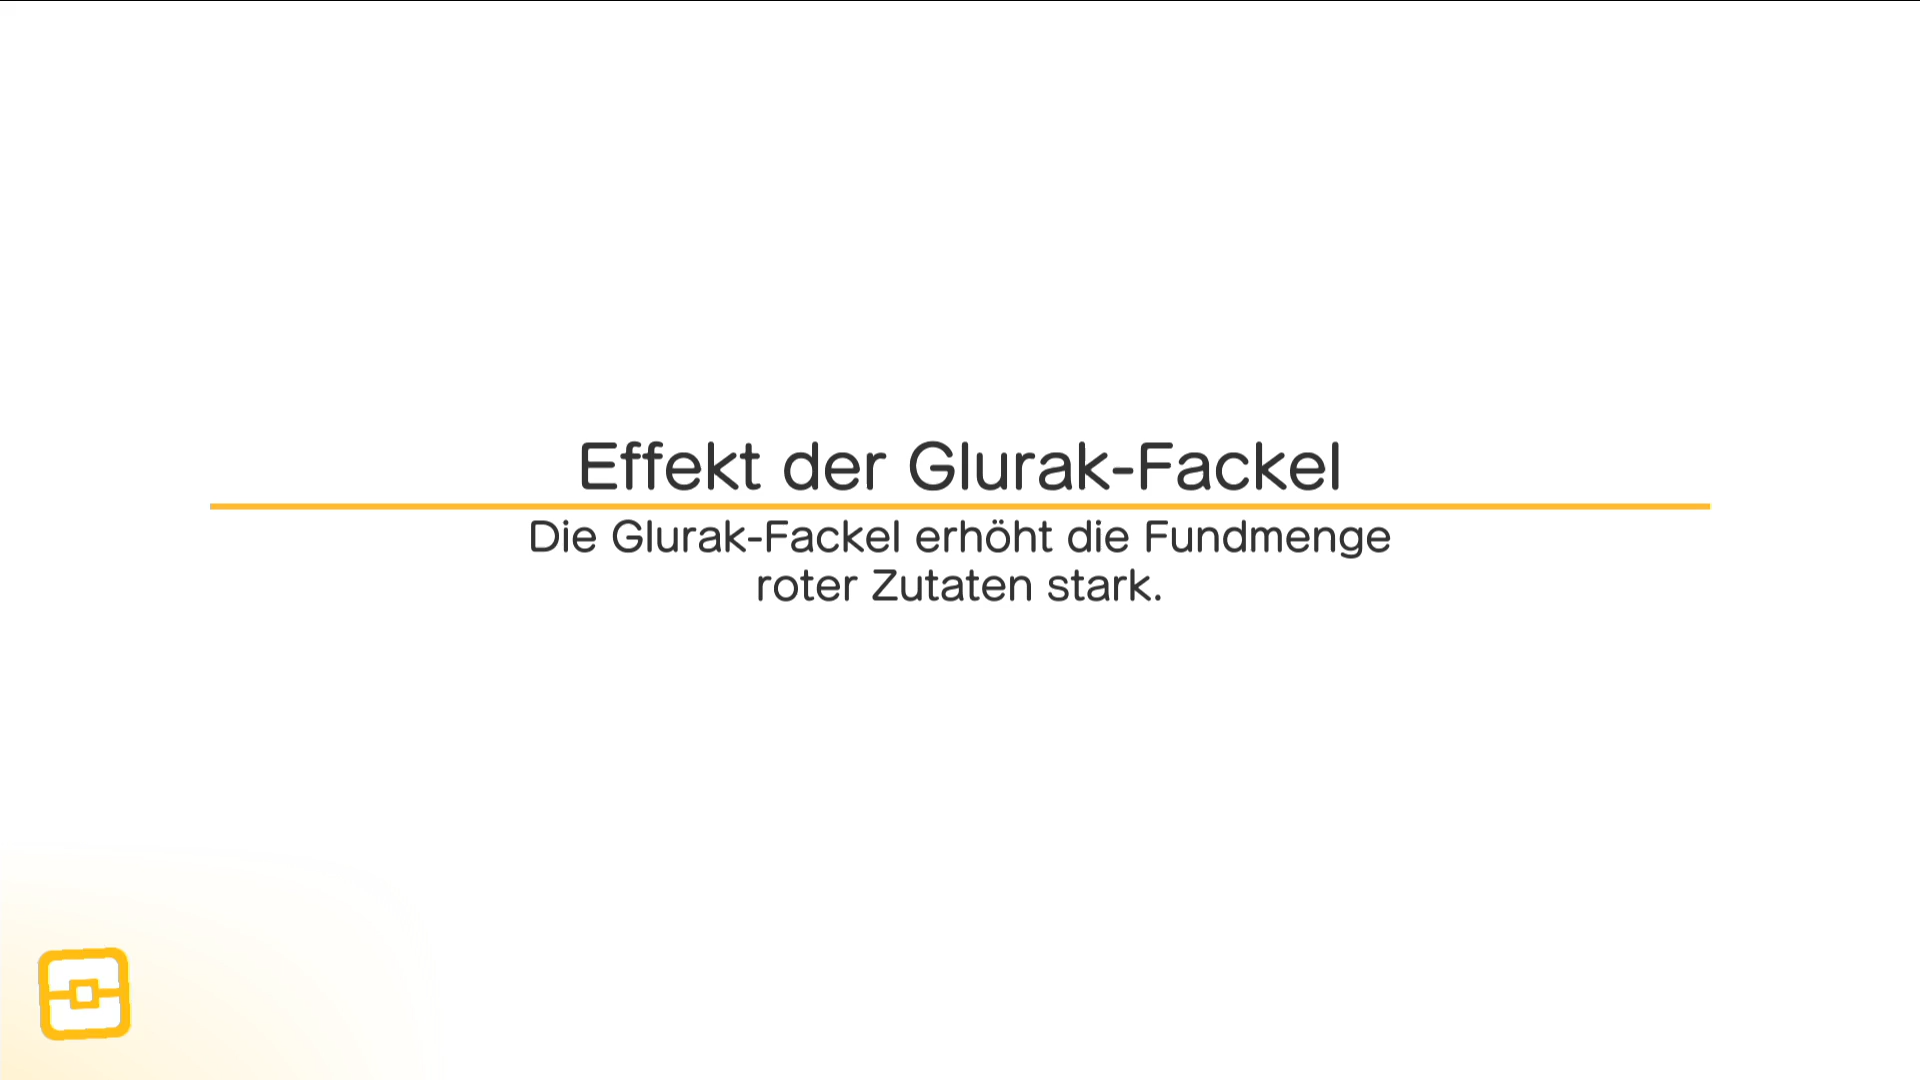 Effekt der Glurak-Fackel
Die Glurak-Fackel erhöht die Fundmenge
roter Zutaten stark.